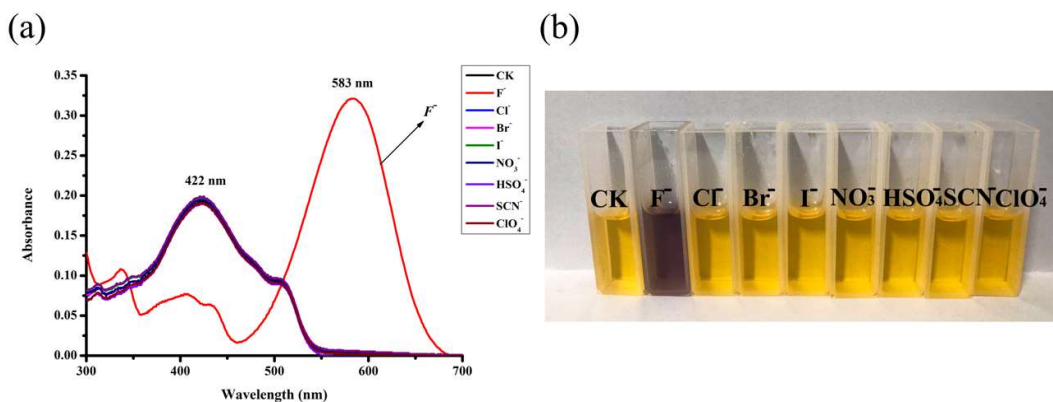 (a)
583 nm
422 nm
F⁻
CK
F⁻
Cl⁻
Br⁻
I⁻
NO₃⁻
HSO₄⁻
SCN⁻
ClO₄⁻
Absorbance
0.35
0.30
0.25
0.20
0.15
0.10
0.05
0.00
300 400 500 600 700
Wavelength (nm)
(b)
CK F⁻ Cl⁻ Br⁻ I⁻ NO₃⁻ HSO₄⁻ SCN⁻ ClO₄⁻